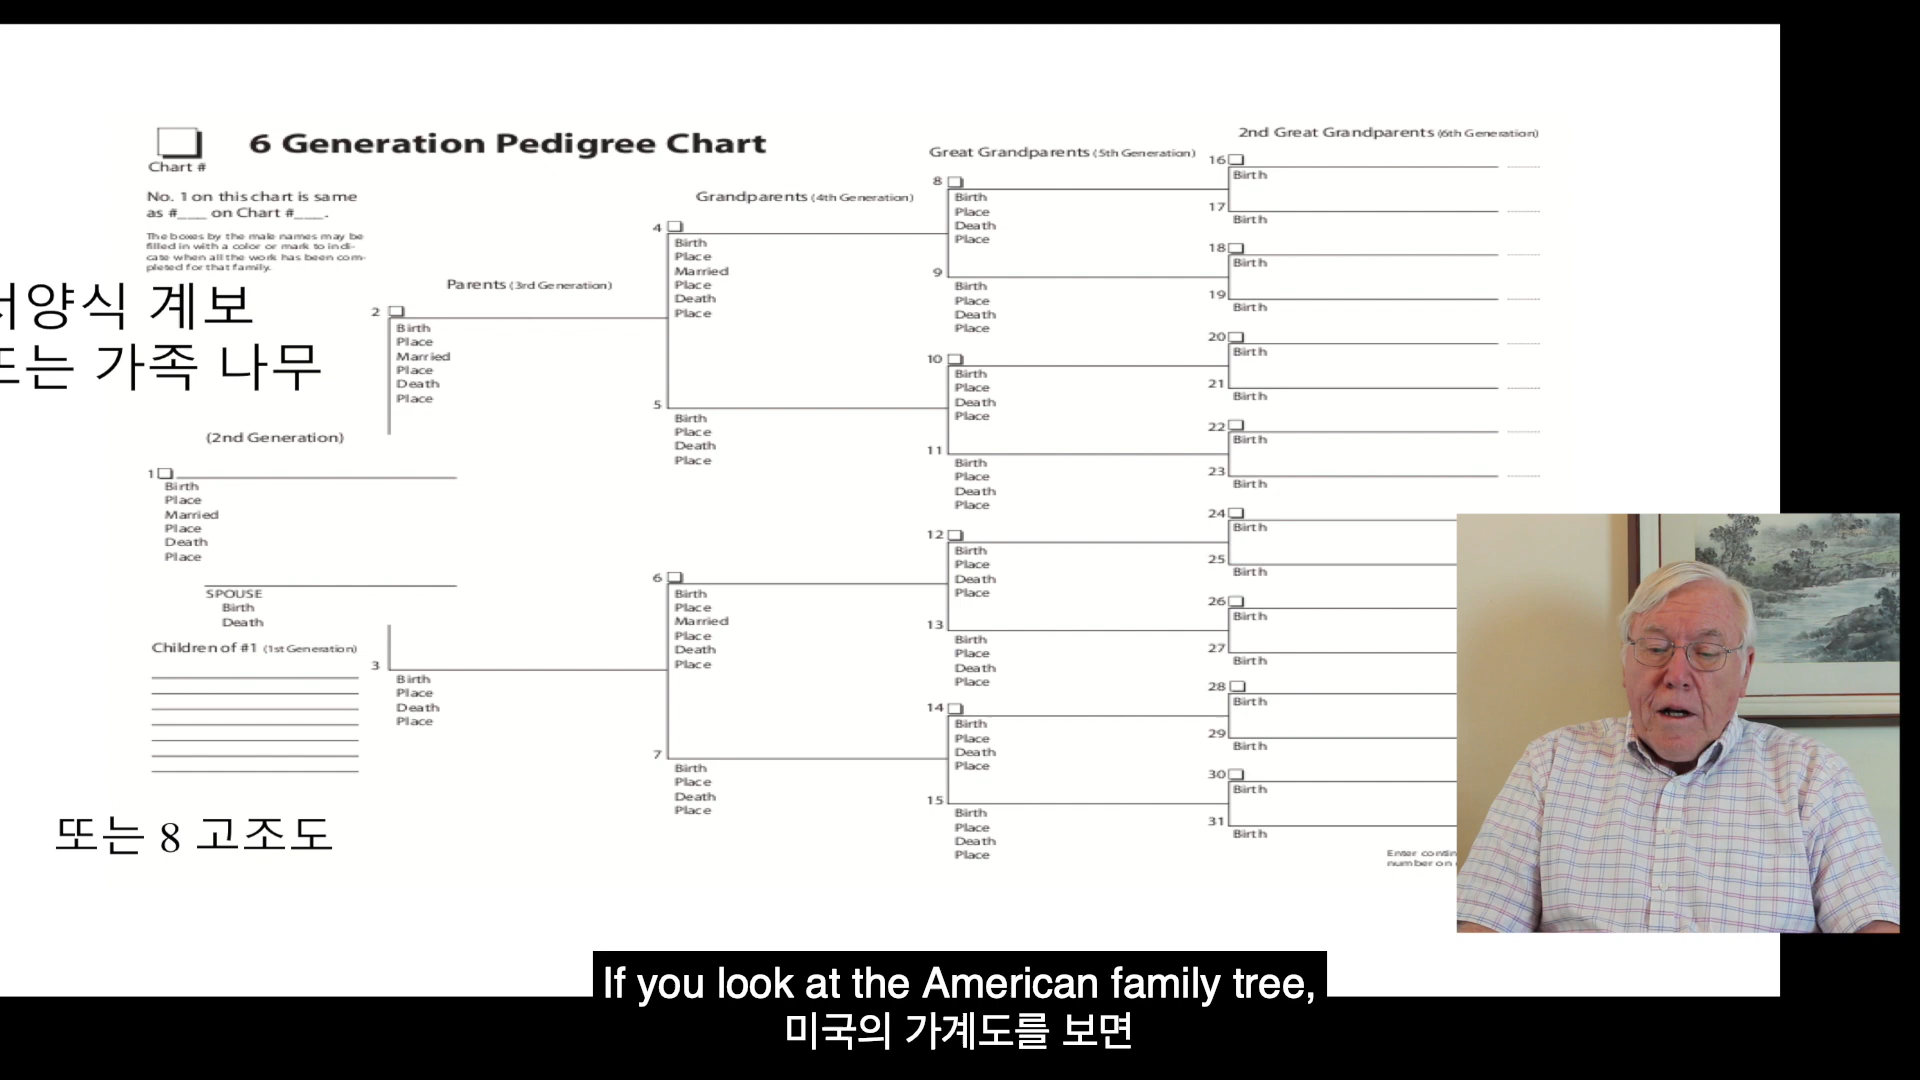 6 Generation Pedigree Chart
Chart #
No. 1 on this chart is same
as #___ on Chart #___.
The boxes by the male names may be
filled in with a color or mark to indi-
cate when all the work has been com-
pleted for that family.
서양식 계보
또는 가족 나무
(2nd Generation)
1
Birth
Place
Married
Place
Death
Place
SPOUSE
Birth
Death
Children of #1 (1st Generation)
또는 8 고조도
Parents (3rd Generation)
2
Birth
Place
Married
Place
Death
Place
3
Birth
Place
Death
Place
Grandparents (4th Generation)
4
Birth
Place
Married
Place
Death
Place
5
Birth
Place
Death
Place
6
Birth
Place
Married
Place
Death
Place
7
Birth
Place
Death
Place
Great Grandparents (5th Generation)
8
Birth
Place
Death
Place
9
Birth
Place
Death
Place
10
Birth
Place
Death
Place
11
Birth
Place
Death
Place
12
Birth
Place
Death
Place
13
Birth
Place
Death
Place
14
Birth
Place
Death
Place
15
Birth
Place
Death
Place
2nd Great Grandparents (6th Generation)
16
Birth
17
Birth
18
Birth
19
Birth
20
Birth
21
Birth
22
Birth
23
Birth
24
Birth
25
Birth
26
Birth
27
Birth
28
Birth
29
Birth
30
Birth
31
Birth
Enter
number on
If you look at the American family tree,
미국의 가계도를 보면